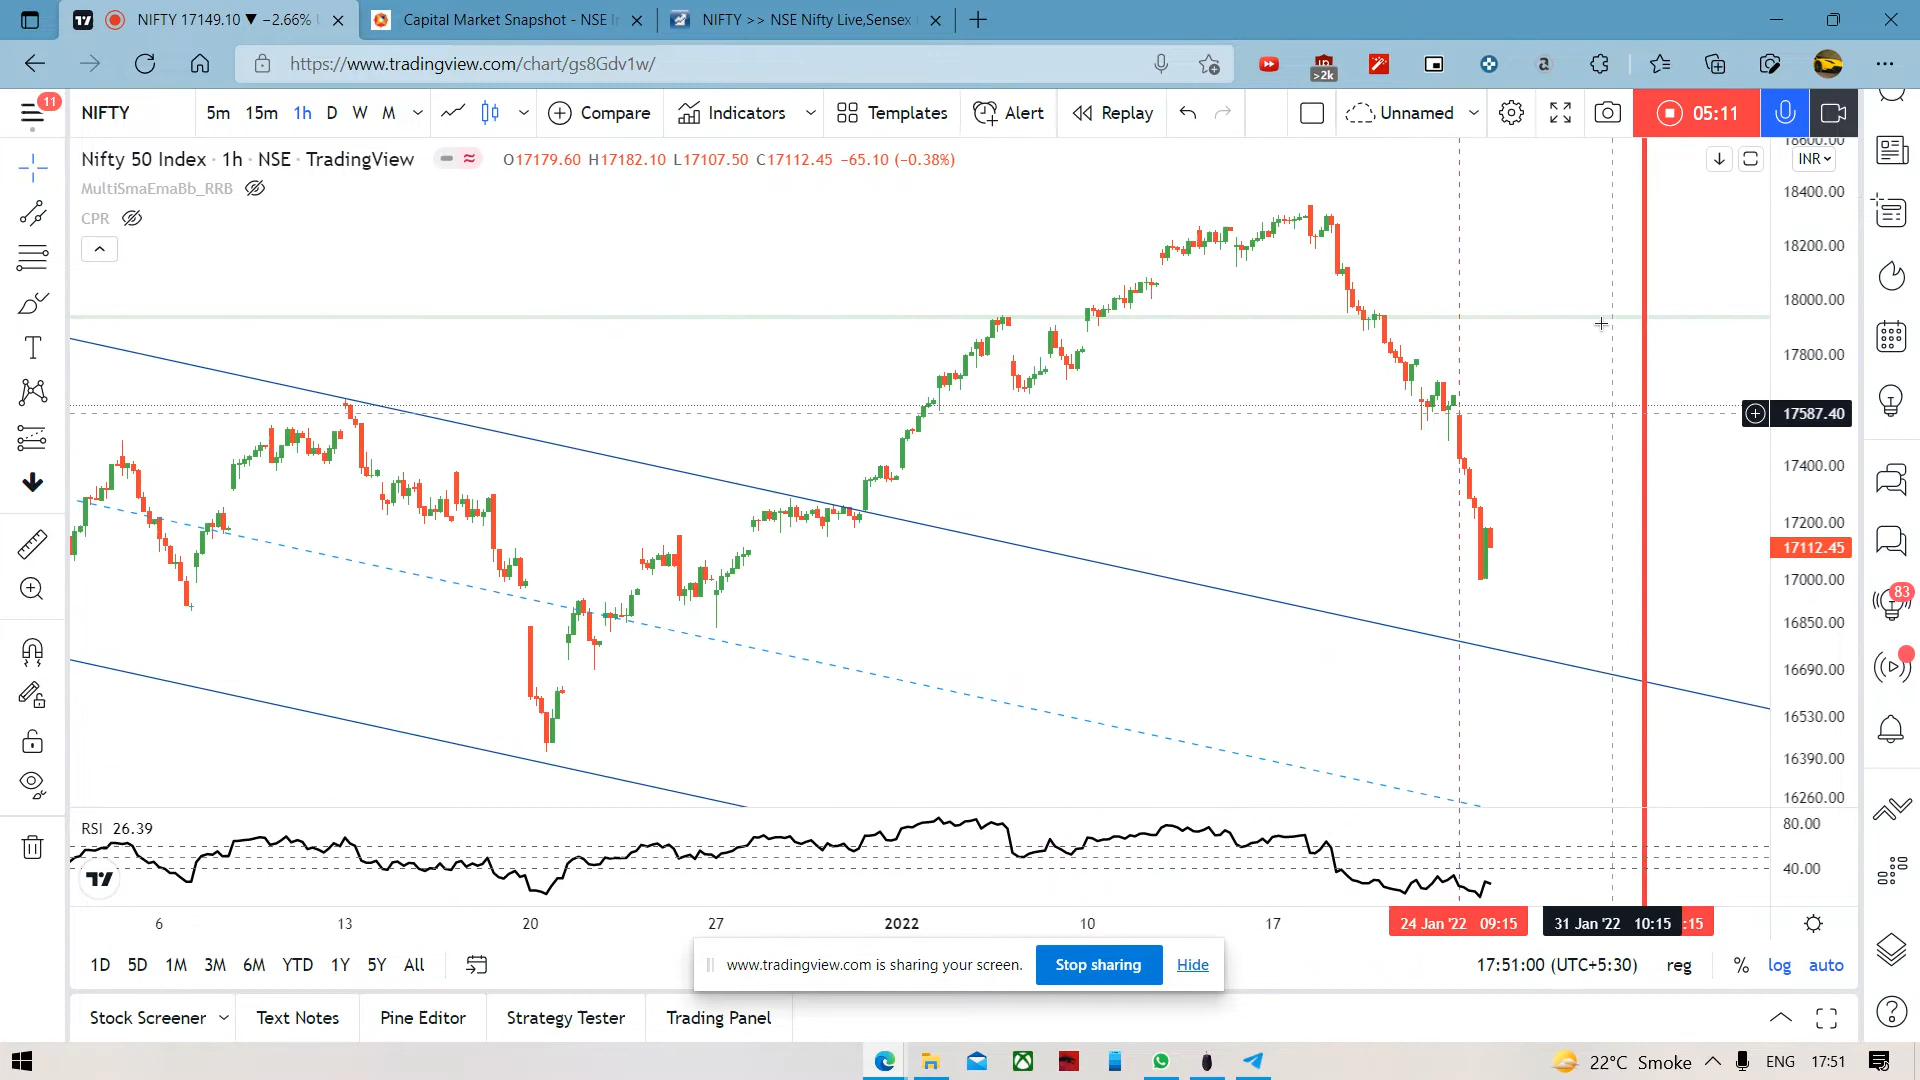 NIFTY 17149.10 ▼ −2.66%
Capital Market Snapshot - NSE
NIFTY >> NSE Nifty Live,Sensex
https://www.tradingview.com/chart/gs8Gdv1w/
>2k
11
NIFTY
5m 15m 1h D W M
Compare
Indicators
Templates
Alert
Replay
Unnamed
05:11
Nifty 50 Index · 1h · NSE · TradingView
O17179.60 H17182.10 L17107.50 C17112.45 −65.10 (−0.38%)
MultiSmaEmaBb_RRB
CPR
INR
18600.00
18400.00
18200.00
18000.00
17800.00
17587.40
17400.00
17200.00
17112.45
17000.00
16850.00
16690.00
16530.00
16390.00
16260.00
83
RSI 26.39
80.00
40.00
6 13 20 27 2022 10 17
24 Jan '22 09:15
31 Jan '22 10:15
:15
1D 5D 1M 3M 6M YTD 1Y 5Y All
www.tradingview.com is sharing your screen.
Stop sharing
Hide
17:51:00 (UTC+5:30)
reg
%
log
auto
Stock Screener
Text Notes
Pine Editor
Strategy Tester
Trading Panel
22°C Smoke
ENG
17:51